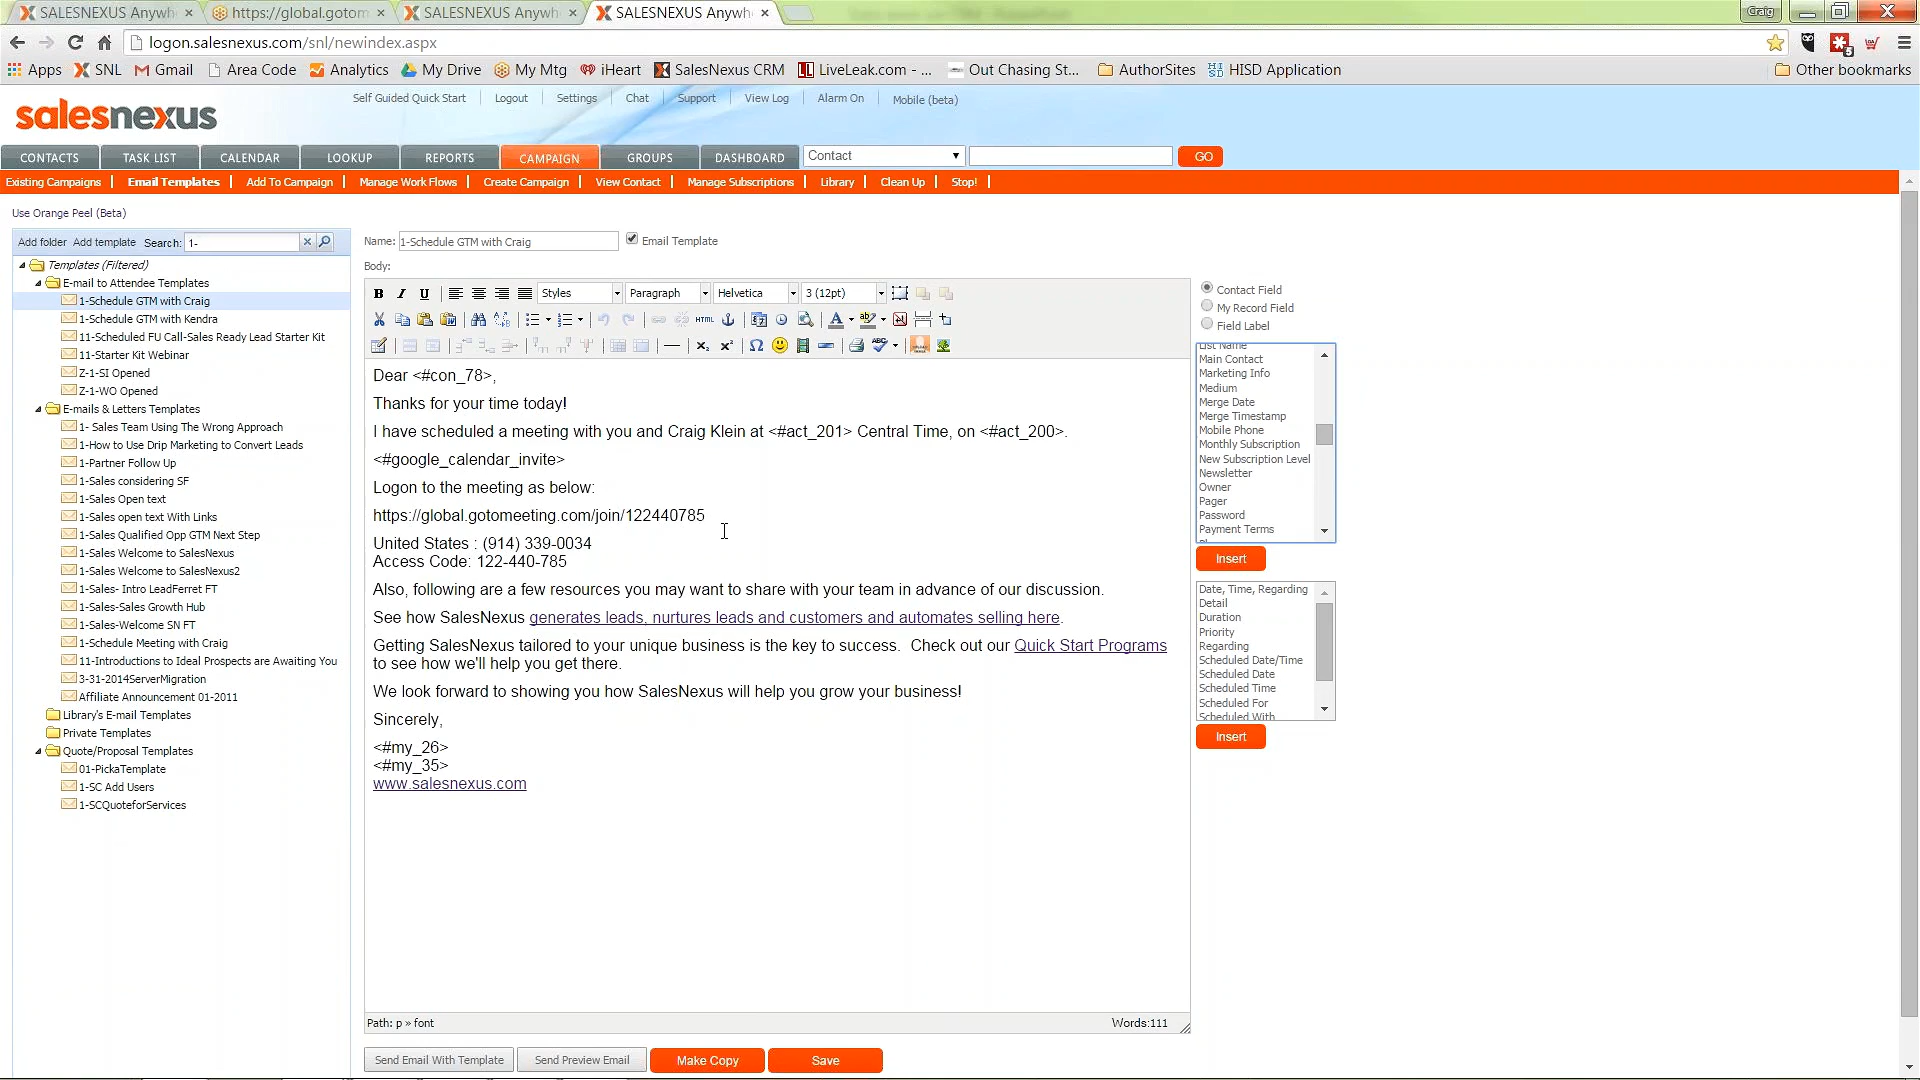 SALESNEXUS Anywh
https://global.gotom
SALESNEXUS Anywh
SALESNEXUS Anywh
Craig
logon.salesnexus.com/snl/newindex.aspx
Apps
SNL
Gmail
Area Code
Analytics
My Drive
My Mtg
iHeart
SalesNexus CRM
LiveLeak.com - ...
Out Chasing St...
AuthorSites
HISD Application
Other bookmarks
salesnexus
Self Guided Quick Start
Logout
Settings
Chat
Support
View Log
Alarm On
Mobile (beta)
CONTACTS
TASK LIST
CALENDAR
LOOKUP
REPORTS
CAMPAIGN
GROUPS
DASHBOARD
Contact
GO
Existing Campaigns
Email Templates
Add To Campaign
Manage Work Flows
Create Campaign
View Contact
Manage Subscriptions
Library
Clean Up
Stop!
Use Orange Peel (Beta)
Add folder Add template Search: 1-
Templates (Filtered)
E-mail to Attendee Templates
1-Schedule GTM with Craig
1-Schedule GTM with Kendra
11-Scheduled FU Call-Sales Ready Lead Starter Kit
11-Starter Kit Webinar
Z-1-SI Opened
Z-1-WO Opened
E-mails & Letters Templates
1- Sales Team Using The Wrong Approach
1-How to Use Drip Marketing to Convert Leads
1-Partner Follow Up
1-Sales considering SF
1-Sales Open text
1-Sales open text With Links
1-Sales Qualified Opp GTM Next Step
1-Sales Welcome to SalesNexus
1-Sales Welcome to SalesNexus2
1-Sales- Intro LeadFerret FT
1-Sales-Sales Growth Hub
1-Sales-Welcome SN FT
1-Schedule Meeting with Craig
11-Introductions to Ideal Prospects are Awaiting You
3-31-2014ServerMigration
Affiliate Announcement 01-2011
Library's E-mail Templates
Private Templates
Quote/Proposal Templates
01-PickaTemplate
1-SC Add Users
1-SCQuoteforServices
Name: 1-Schedule GTM with Craig
Email Template
Body:
B I U
Styles
Paragraph
Helvetica
3 (12pt)
HTML
Dear <#con_78>,
Thanks for your time today!
I have scheduled a meeting with you and Craig Klein at <#act_201> Central Time, on <#act_200>.
<#google_calendar_invite>
Logon to the meeting as below:
https://global.gotomeeting.com/join/122440785
United States : (914) 339-0034
Access Code: 122-440-785
Also, following are a few resources you may want to share with your team in advance of our discussion.
See how SalesNexus generates leads, nurtures leads and customers and automates selling here.
Getting SalesNexus tailored to your unique business is the key to success.  Check out our Quick Start Programs
to see how we'll help you get there.
We look forward to showing you how SalesNexus will help you grow your business!
Sincerely,
<#my_26>
<#my_35>
www.salesnexus.com
Path: p » font
Words:111
Send Email With Template
Send Preview Email
Make Copy
Save
Contact Field
My Record Field
Field Label
List Name
Main Contact
Marketing Info
Medium
Merge Date
Merge Timestamp
Mobile Phone
Monthly Subscription
New Subscription Level
Newsletter
Owner
Pager
Password
Payment Terms
Insert
Date, Time, Regarding
Detail
Duration
Priority
Regarding
Scheduled Date/Time
Scheduled Date
Scheduled Time
Scheduled For
Scheduled With
Insert